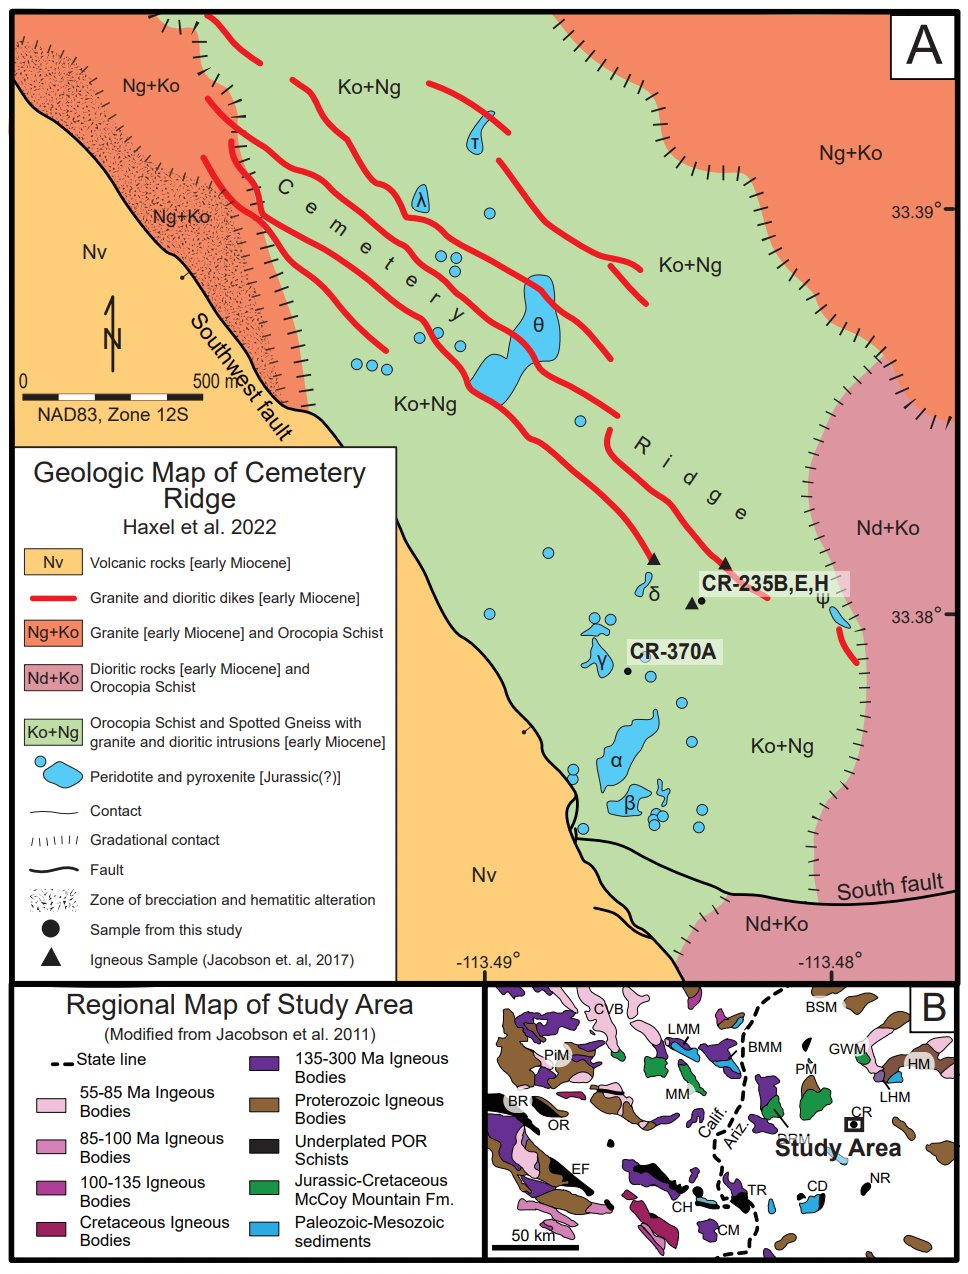 A
Ng+Ko
Ko+Ng
Ng+Ko
τ
λ
Cemetery
33.39°
Ng+Ko
Nv
Ko+Ng
N
θ
Southwest fault
0
500 m
NAD83, Zone 12S
Ko+Ng
Ridge
Nd+Ko
Geologic Map of Cemetery
Ridge
Haxel et al. 2022
Nv
Volcanic rocks [early Miocene]
Granite and dioritic dikes [early Miocene]
Ng+Ko
Granite [early Miocene] and Orocopia Schist
Nd+Ko
Dioritic rocks [early Miocene] and
Orocopia Schist
Ko+Ng
Orocopia Schist and Spotted Gneiss with
granite and dioritic intrusions [early Miocene]
Peridotite and pyroxenite [Jurassic(?)]
Contact
Gradational contact
Fault
Zone of brecciation and hematitic alteration
Sample from this study
Igneous Sample (Jacobson et. al, 2017)
δ
CR-235B,E,H
ψ
33.38°
γ
CR-370A
Ko+Ng
α
β
Nv
South fault
Nd+Ko
-113.49°
-113.48°
Regional Map of Study Area
(Modified from Jacobson et al. 2011)
State line
55-85 Ma Ingeous
Bodies
85-100 Ma Igneous
Bodies
100-135 Igneous
Bodies
Cretaceous Igneous
Bodies
135-300 Ma Igneous
Bodies
Proterozoic Igneous
Bodies
Underplated POR
Schists
Jurassic-Cretaceous
McCoy Mountain Fm.
Paleozoic-Mesozoic
sediments
B
CVB
BSM
LMM
PiM
BMM
GWM
HM
PM
MM
LHM
BR
OR
Calif.
Ariz.
CR
Study Area
EF
TR
CD
NR
CH
CM
50 km